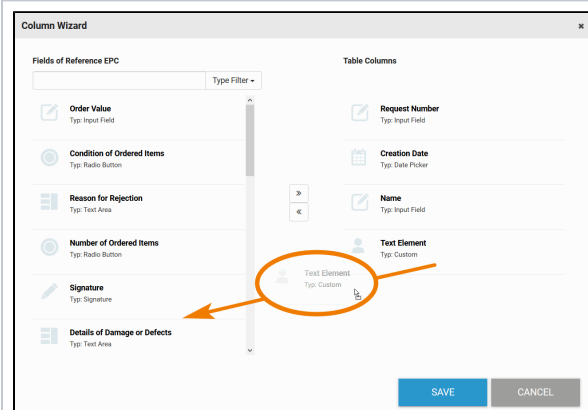 Column Wizard
Fields of Reference EPC
Table Columns
Type Filter
Order Value
Typ: Input Field
Condition of Ordered Items
Typ: Radio Button
Reason for Rejection
Typ: Text Area
Number of Ordered Items
Typ: Radio Button
Signature
Typ: Signature
Details of Damage or Defects
Typ: Text Area
»
«
Text Element
Typ: Custom
Request Number
Typ: Input Field
Creation Date
Typ: Date Picker
Name
Typ: Input Field
Text Element
Typ: Custom
SAVE
CANCEL